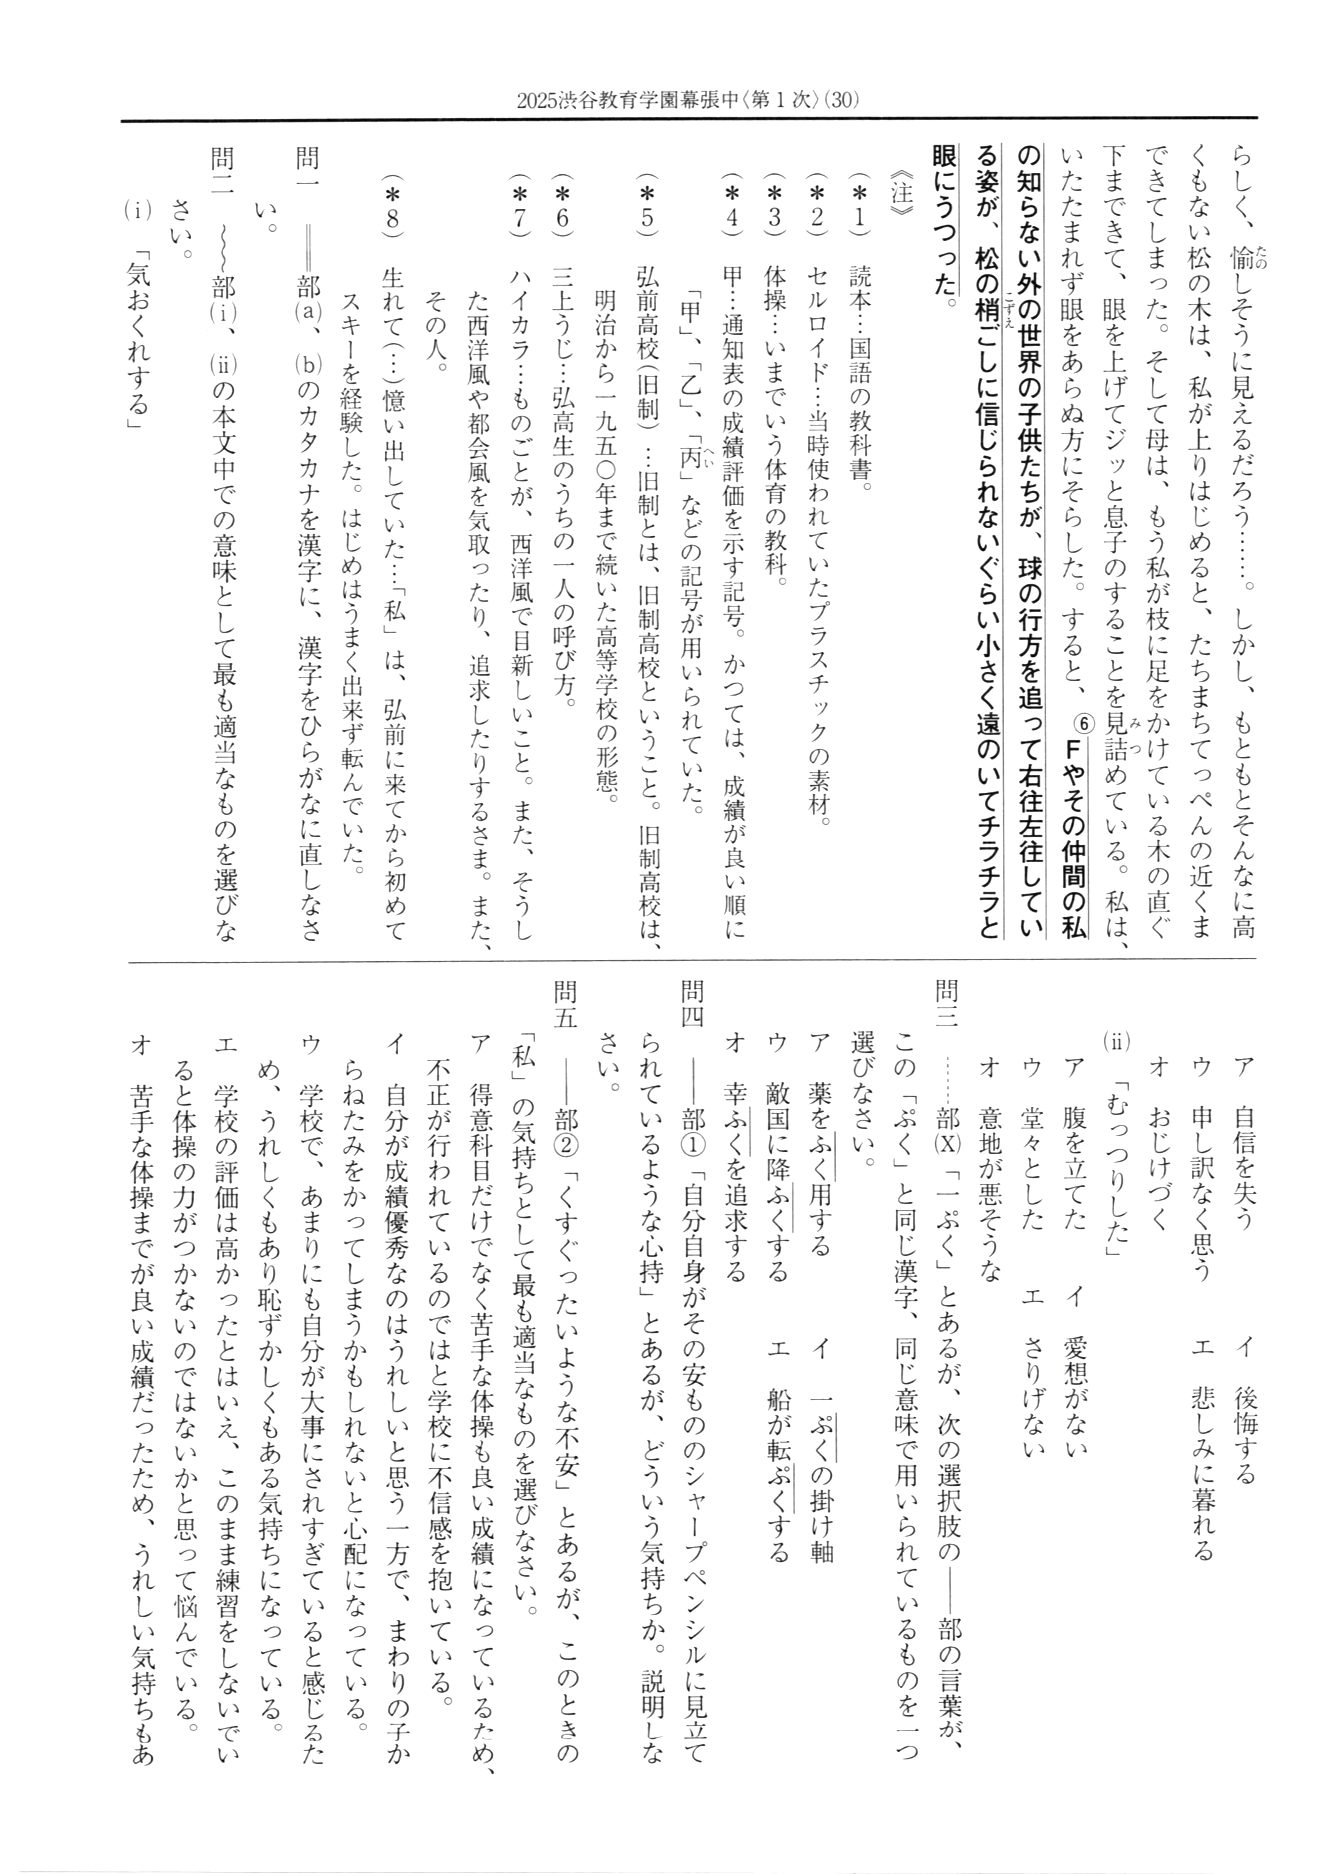 2025渋谷教育学園幕張中〈第1次〉(30)
らしく、愉しそうに見えるだろう……。しかし、もともとそんなに高
くもない松の木は、私が上りはじめると、たちまちてっぺんの近くま
できてしまった。そして母は、もう私が枝に足をかけている木の直ぐ
下まできて、眼を上げてジッと息子のすることを見詰めている。私は、
いたたまれず眼をあらぬ方にそらした。すると、⑥Fやその仲間の私
の知らない外の世界の子供たちが、球の行方を追って右往左往してい
る姿が、松の梢ごしに信じられないぐらい小さく遠のいてチラチラと
眼にうつった。
《注》
(*1) 読本…国語の教科書。
(*2) セルロイド…当時使われていたプラスチックの素材。
(*3) 体操…いまでいう体育の教科。
(*4) 甲…通知表の成績評価を示す記号。かつては、成績が良い順に
「甲」、「乙」、「丙」などの記号が用いられていた。
(*5) 弘前高校(旧制)…旧制とは、旧制高校ということ。旧制高校は、
明治から一九五〇年まで続いた高等学校の形態。
(*6) 三上うじ…弘高生のうちの一人の呼び方。
(*7) ハイカラ…ものごとが、西洋風で目新しいこと。また、そうし
た西洋風や都会風を気取ったり、追求したりするさま。また、
その人。
(*8) 生れて(…)憶い出していた…「私」は、弘前に来てから初めて
スキーを経験した。はじめはうまく出来ず転んでいた。
問一 ══部(a)、(b)のカタカナを漢字に、漢字をひらがなに直しなさ
い。
問二 〜〜部(i)、(ii)の本文中での意味として最も適当なものを選びな
さい。
(i) 「気おくれする」
ア 自信を失う イ 後悔する
ウ 申し訳なく思う エ 悲しみに暮れる
オ おじけづく
(ii) 「むっつりした」
ア 腹を立てた イ 愛想がない
ウ 堂々とした エ さりげない
オ 意地が悪そうな
問三 ……部(X)「一ぷく」とあるが、次の選択肢の──部の言葉が、
この「ぷく」と同じ漢字、同じ意味で用いられているものを一つ
選びなさい。
ア 薬をふく用する イ 一ぷくの掛け軸
ウ 敵国に降ふくする エ 船が転ぷくする
オ 幸ふくを追求する
問四 ──部①「自分自身がその安もののシャープペンシルに見立て
られているような心持」とあるが、どういう気持ちか。説明しな
さい。
問五 ──部②「くすぐったいような不安」とあるが、このときの
「私」の気持ちとして最も適当なものを選びなさい。
ア 得意科目だけでなく苦手な体操も良い成績になっているため、
不正が行われているのではと学校に不信感を抱いている。
イ 自分が成績優秀なのはうれしいと思う一方で、まわりの子か
らねたみをかってしまうかもしれないと心配になっている。
ウ 学校で、あまりにも自分が大事にされすぎていると感じるた
め、うれしくもあり恥ずかしくもある気持ちになっている。
エ 学校の評価は高かったとはいえ、このまま練習をしないでい
ると体操の力がつかないのではないかと思って悩んでいる。
オ 苦手な体操までが良い成績だったため、うれしい気持ちもあ